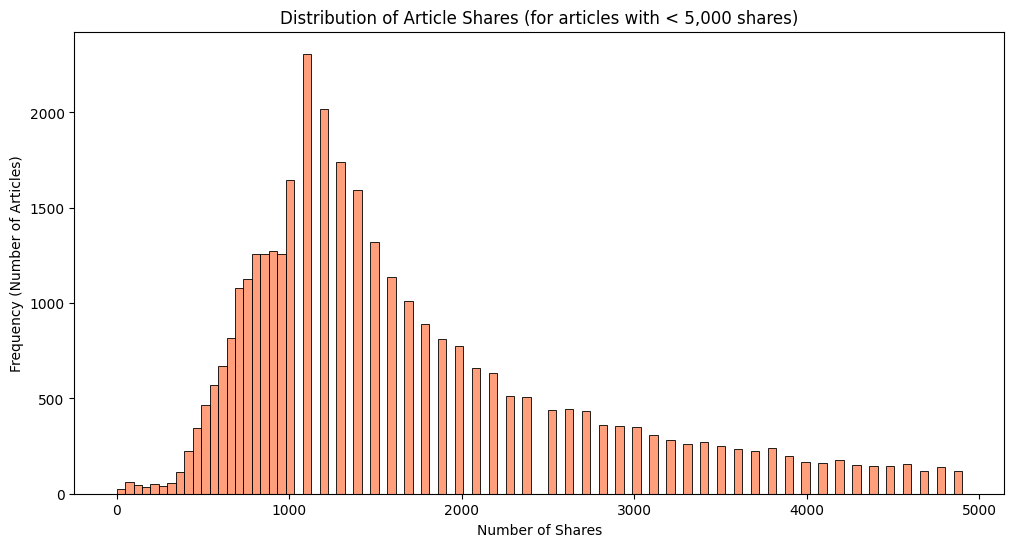 Distribution of Article Shares (for articles with < 5,000 shares)
Frequency (Number of Articles)
2000
1500
1000
500
0
0 1000 2000 3000 4000 5000
Number of Shares